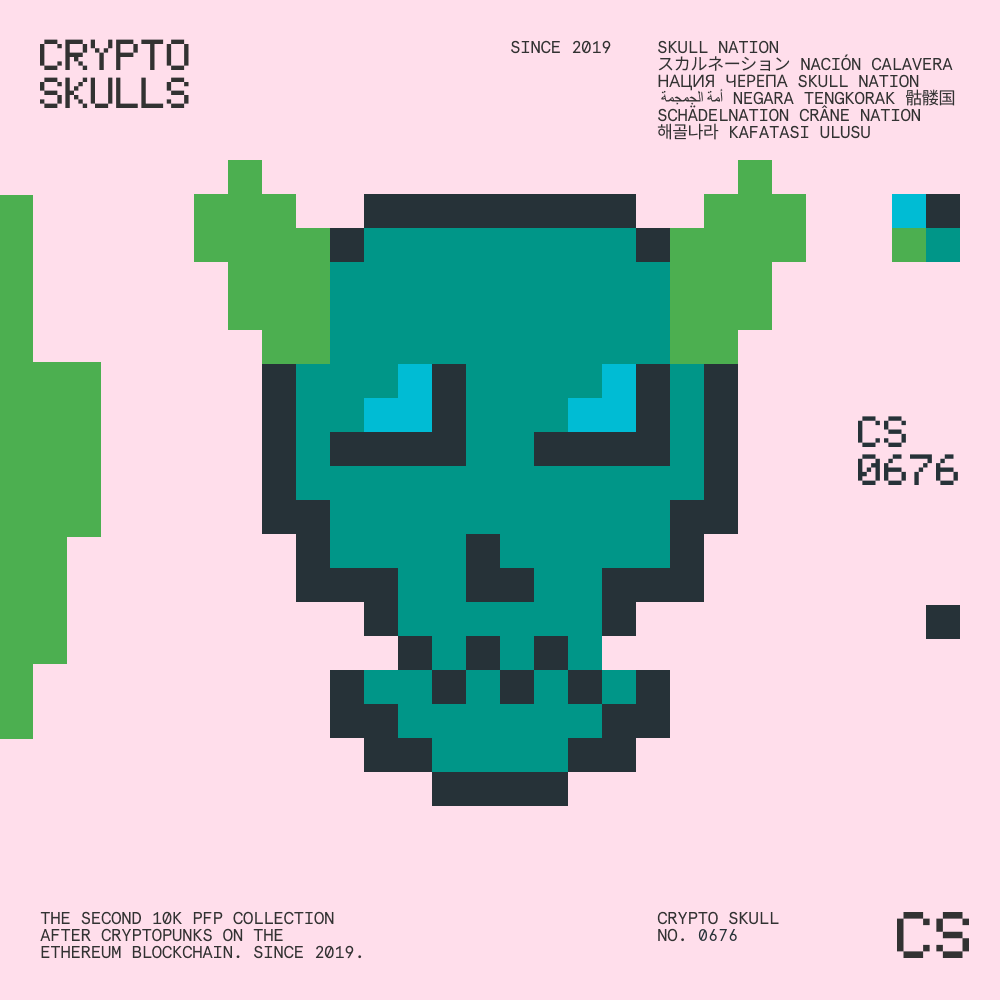 CRYPTO
SKULLS
SINCE 2019
SKULL NATION
スカルネーション NACIÓN CALAVERA
НАЦИЯ ЧЕРЕПА SKULL NATION
أمة الجمجمة NEGARA TENGKORAK 骷髅国
SCHÄDELNATION CRÂNE NATION
해골나라 KAFATASI ULUSU
CS
0676
THE SECOND 10K PFP COLLECTION
AFTER CRYPTOPUNKS ON THE
ETHEREUM BLOCKCHAIN. SINCE 2019.
CRYPTO SKULL
NO. 0676
CS